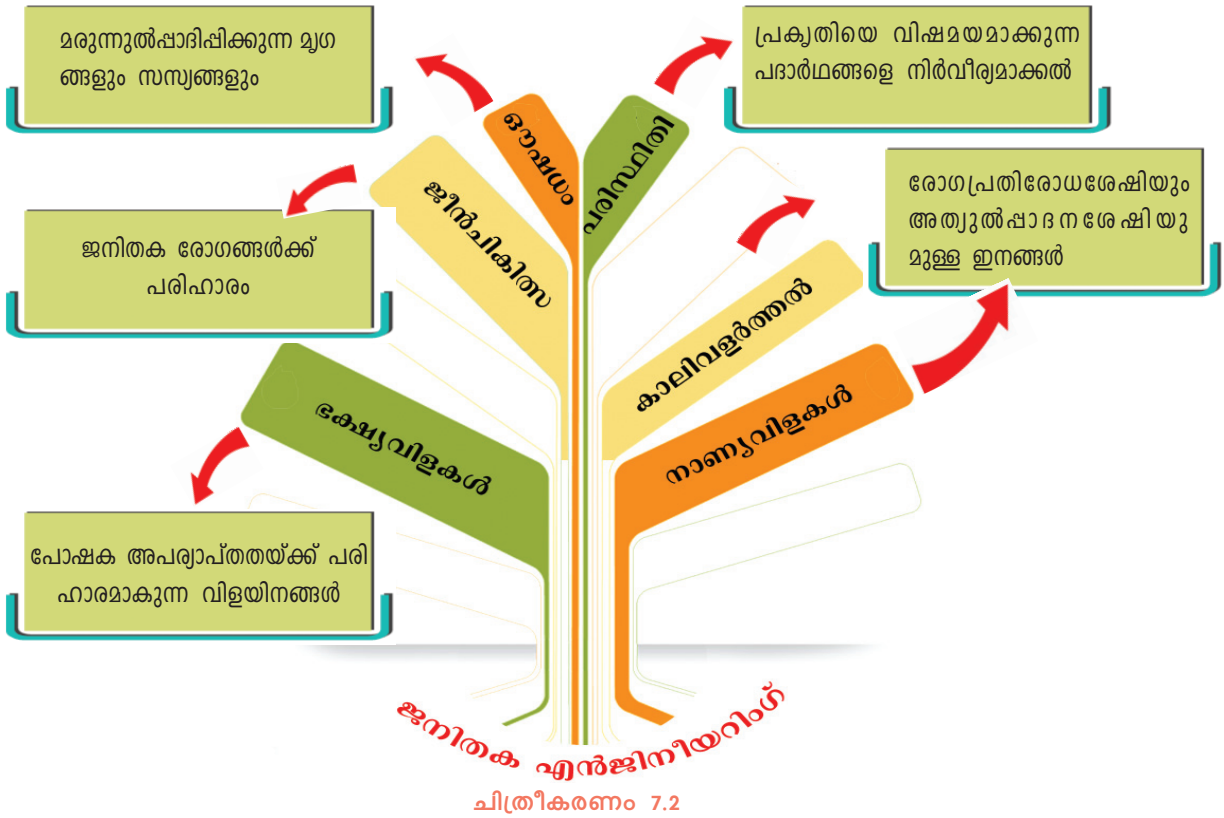 മരുന്നുൽപ്പാദിപ്പിക്കുന്ന മൃഗ
ങ്ങളും സസ്യങ്ങളും
പ്രകൃതിയെ വിഷമയമാക്കുന്ന
പദാർഥങ്ങളെ നിർവീര്യമാക്കൽ
ഔഷധം
പരിസ്ഥിതി
ജനിതക രോഗങ്ങൾക്ക്
പരിഹാരം
ജീൻചികിത്സ
കാലിവളർത്തൽ
രോഗപ്രതിരോധശേഷിയും
അത്യുൽപ്പാദനശേഷിയു
മുള്ള ഇനങ്ങൾ
ഭക്ഷ്യവിളകൾ
നാണ്യവിളകൾ
പോഷക അപര്യാപ്തതയ്ക്ക് പരി
ഹാരമാകുന്ന വിളയിനങ്ങൾ
ജനിതക എൻജിനീയറിംഗ്
ചിത്രീകരണം 7.2